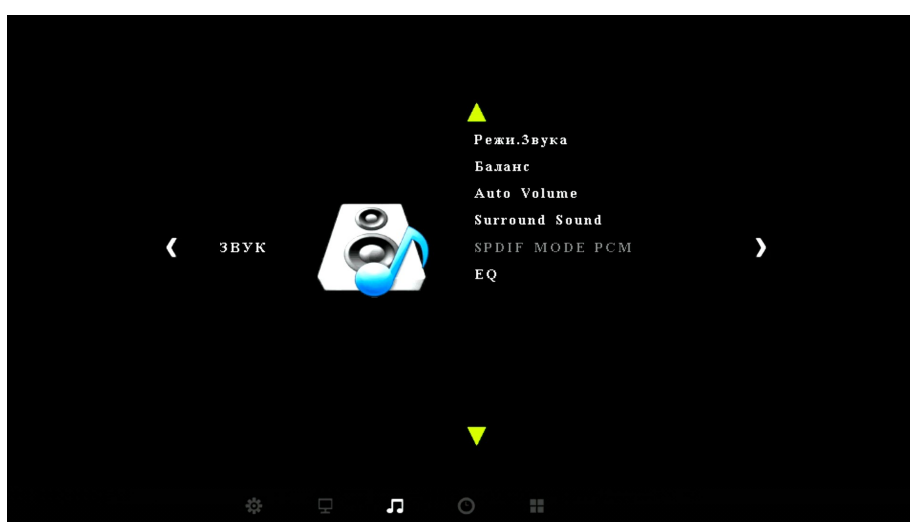 Режи.Звука
Баланс
Auto Volume
Surround Sound
ЗВУК
SPDIF MODE PCM
EQ